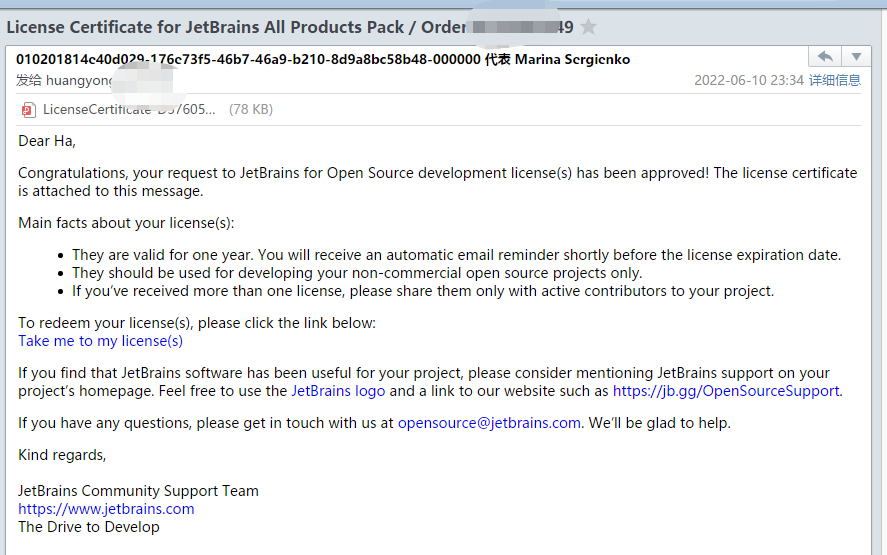 License Certificate for JetBrains All Products Pack / Order 49
010201814e40d029-176e73f5-46b7-46a9-b210-8d9a8bc58b48-000000 代表 Marina Sergienko
发给 huangyong
2022-06-10 23:34 详细信息
LicenseCertificate-D37605... (78 KB)
Dear Ha,
Congratulations, your request to JetBrains for Open Source development license(s) has been approved! The license certificate
is attached to this message.
Main facts about your license(s):
• They are valid for one year. You will receive an automatic email reminder shortly before the license expiration date.
• They should be used for developing your non-commercial open source projects only.
• If you’ve received more than one license, please share them only with active contributors to your project.
To redeem your license(s), please click the link below:
Take me to my license(s)
If you find that JetBrains software has been useful for your project, please consider mentioning JetBrains support on your
project’s homepage. Feel free to use the JetBrains logo and a link to our website such as https://jb.gg/OpenSourceSupport.
If you have any questions, please get in touch with us at opensource@jetbrains.com. We’ll be glad to help.
Kind regards,
JetBrains Community Support Team
https://www.jetbrains.com
The Drive to Develop